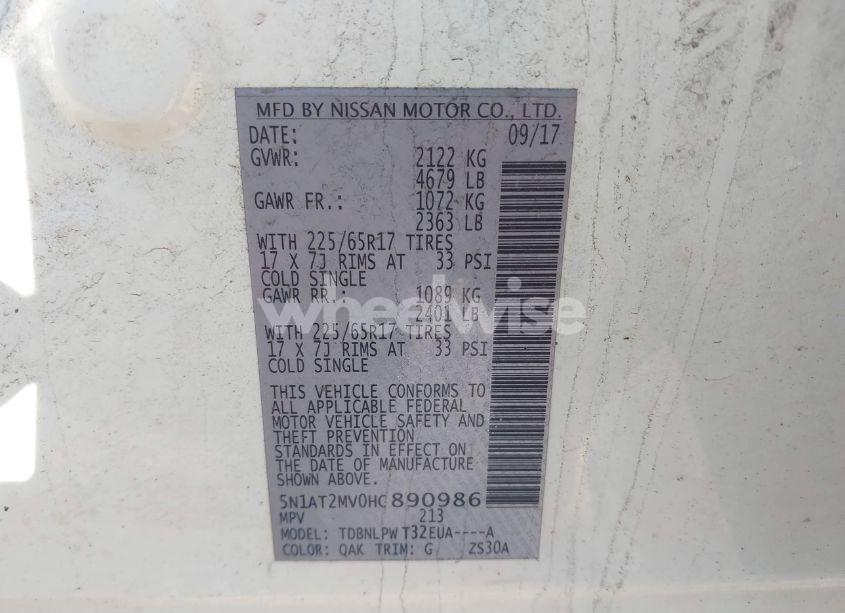 MFD BY NISSAN MOTOR CO., LTD.
DATE: 09/17
GVWR: 2122 KG
4679 LB
GAWR FR.: 1072 KG
2363 LB
WITH 225/65R17 TIRES
17 X 7J RIMS AT 33 PSI
COLD SINGLE
GAWR RR.: 1089 KG
2401 LB
wheelwise
WITH 225/65R17 TIRES
17 X 7J RIMS AT 33 PSI
COLD SINGLE
THIS VEHICLE CONFORMS TO
ALL APPLICABLE FEDERAL
MOTOR VEHICLE SAFETY AND
THEFT PREVENTION
STANDARDS IN EFFECT ON
THE DATE OF MANUFACTURE
SHOWN ABOVE.
5N1AT2MV0HC890986
MPV 213
MODEL: TDBNLPW T32EUA----A
COLOR: QAK TRIM: G ZS30A